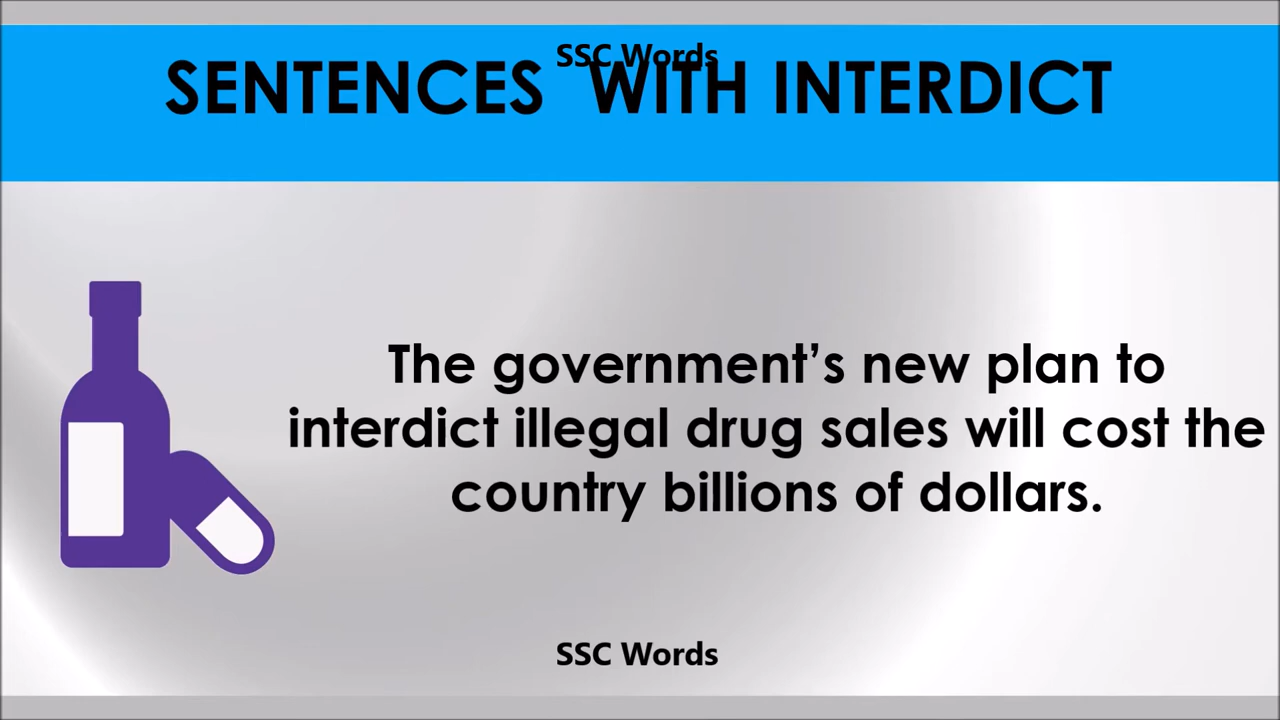 SSC Words
SENTENCES WITH INTERDICT
The government’s new plan to
interdict illegal drug sales will cost the
country billions of dollars.
SSC Words